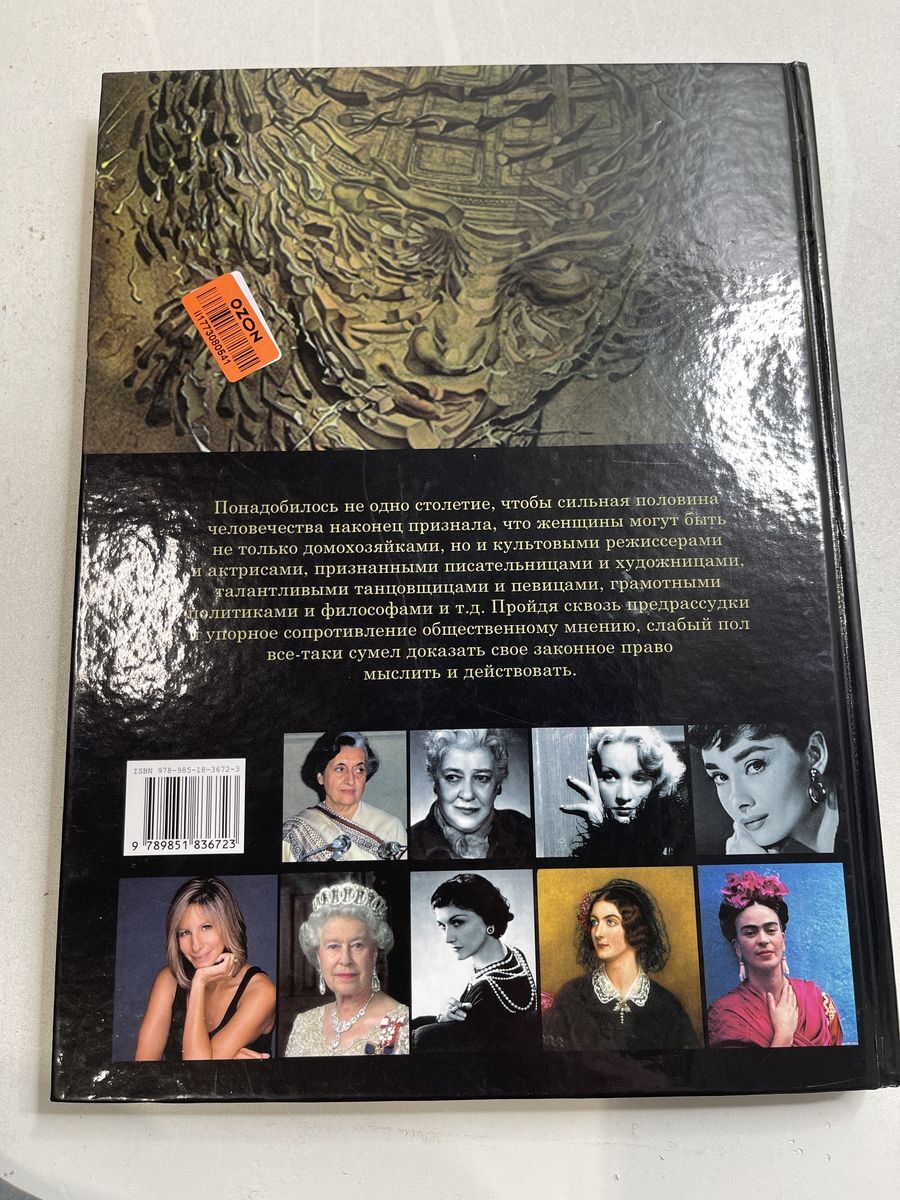 OZON
ii1773080541
Понадобилось не одно столетие, чтобы сильная половина
человечества наконец признала, что женщины могут быть
не только домохозяйками, но и культовыми режиссерами
и актрисами, признанными писательницами и художницами,
талантливыми танцовщицами и певицами, грамотными
политиками и философами и т.д. Пройдя сквозь предрассудки
и упорное сопротивление общественному мнению, слабый пол
все-таки сумел доказать свое законное право
мыслить и действовать.
ISBN 978-985-18-3672-3
9 789851 836723